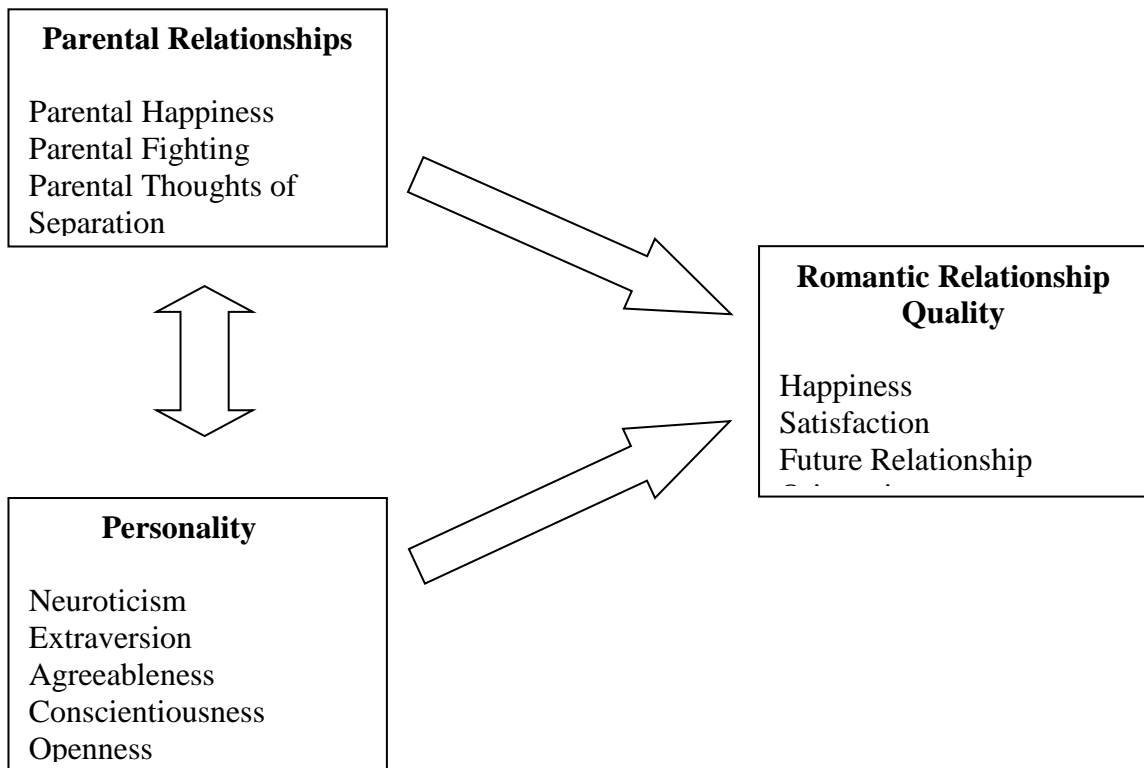 Parental Relationships
Parental Happiness
Parental Fighting
Parental Thoughts of
Separation
Romantic Relationship
Quality
Happiness
Satisfaction
Future Relationship
Personality
Neuroticism
Extraversion
Agreeableness
Conscientiousness
Openness